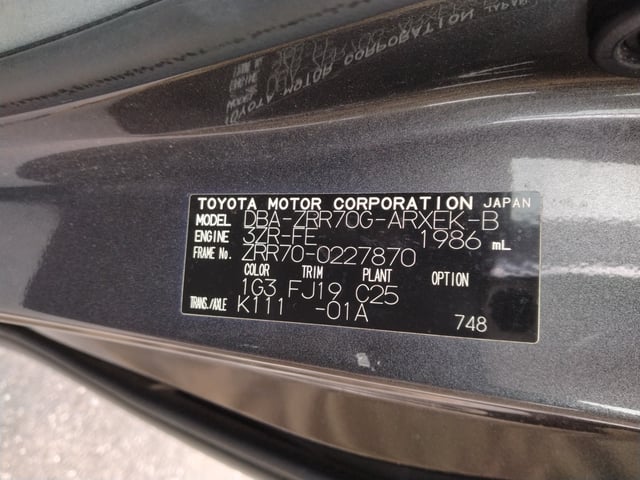 TOYOTA MOTOR CORPORATION JAPAN
MODEL DBA-ZRR70G-ARXEK-B
ENGINE 3ZR-FE 1986 mL
FRAME No. ZRR70-0227870
COLOR TRIM PLANT OPTION
1G3 FJ19 C25
TRANS./AXLE K111 -01A
748